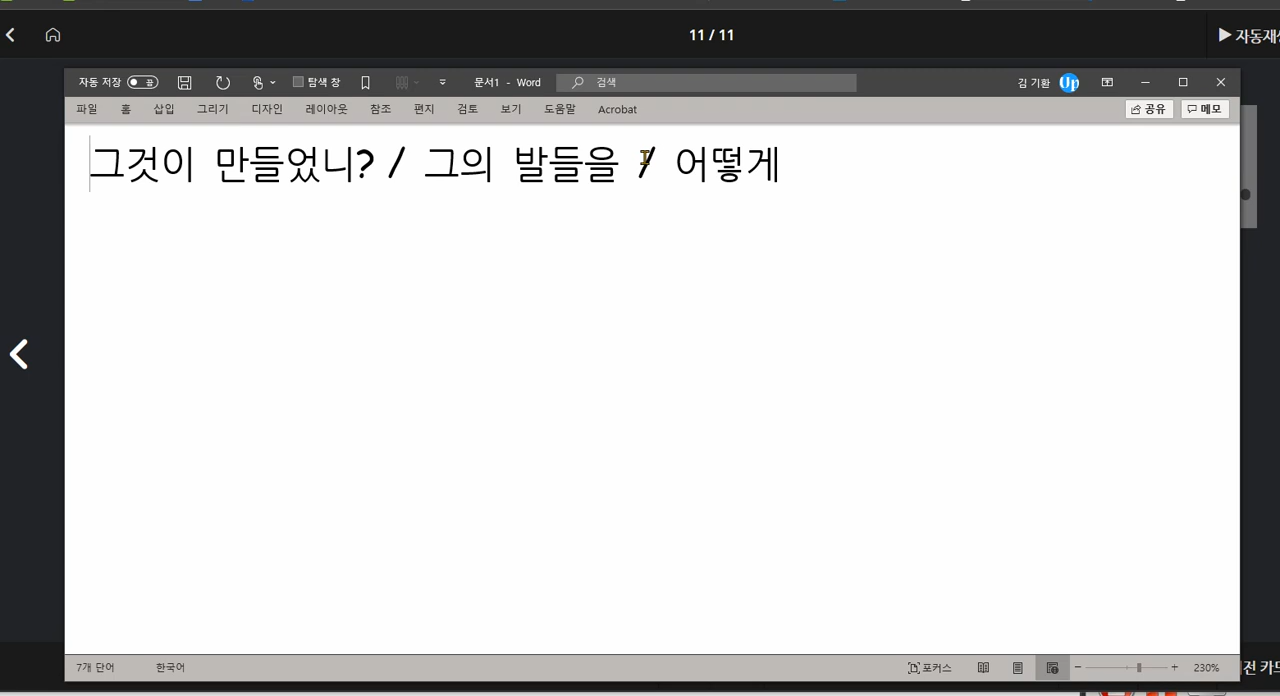 11 / 11
▶ 자동재생
자동 저장 끔 탐색 창 문서1 - Word 검색 김 기환 Up
파일 홈 삽입 그리기 디자인 레이아웃 참조 편지 검토 보기 도움말 Acrobat 공유 메모
그것이 만들었니? / 그의 발들을 / 어떻게
7개 단어 한국어 포커스 - + 230%